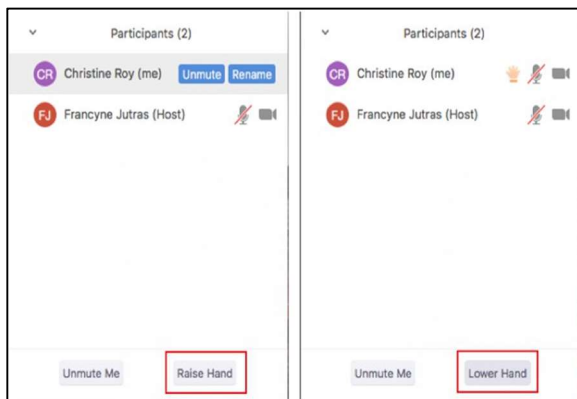 Participants (2)
CR Christine Roy (me) Unmute Rename
FJ Francyne Jutras (Host)
Unmute Me Raise Hand
Participants (2)
CR Christine Roy (me)
FJ Francyne Jutras (Host)
Unmute Me Lower Hand